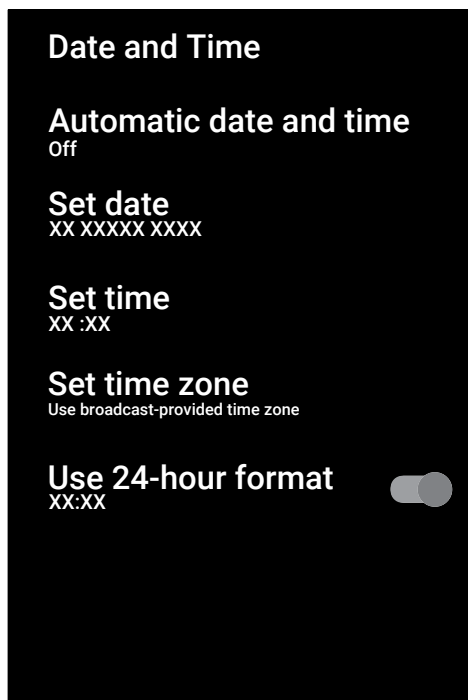 Date and Time
Automatic date and time
Off
Set date
XX XXXXX XXXX
Set time
XX :XX
Set time zone
Use broadcast-provided time zone
Use 24-hour format
XX:XX